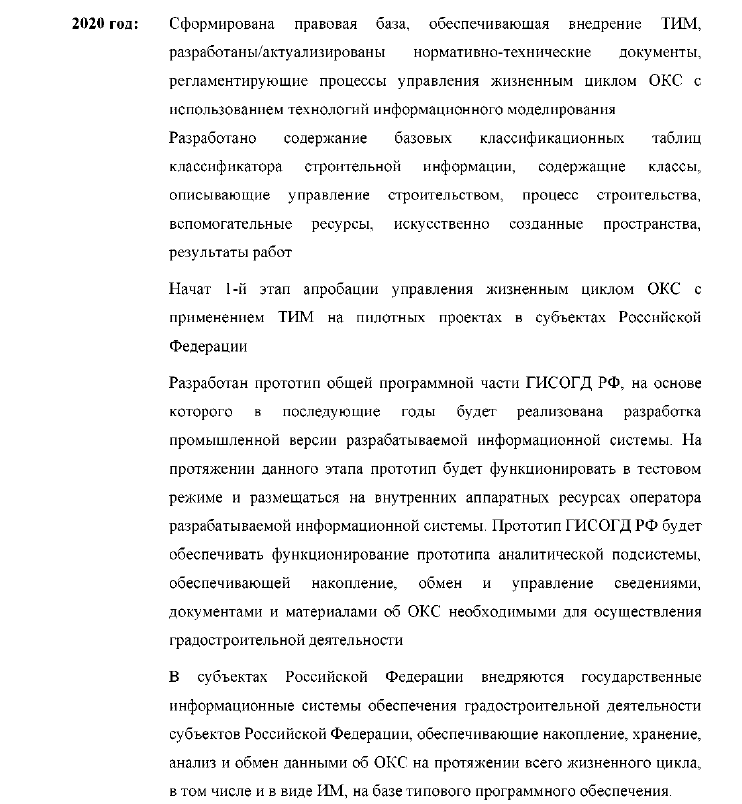 2020 год: Сформирована правовая база, обеспечивающая внедрение ТИМ,
разработаны/актуализированы нормативно-технические документы,
регламентирующие процессы управления жизненным циклом ОКС с
использованием технологий информационного моделирования
Разработано содержание базовых классификационных таблиц
классификатора строительной информации, содержащие классы,
описывающие управление строительством, процесс строительства,
вспомогательные ресурсы, искусственно созданные пространства,
результаты работ
Начат 1-й этап апробации управления жизненным циклом ОКС с
применением ТИМ на пилотных проектах в субъектах Российской
Федерации
Разработан прототип общей программной части ГИСОГД РФ, на основе
которого в последующие годы будет реализована разработка
промышленной версии разрабатываемой информационной системы. На
протяжении данного этапа прототип будет функционировать в тестовом
режиме и размещаться на внутренних аппаратных ресурсах оператора
разрабатываемой информационной системы. Прототип ГИСОГД РФ будет
обеспечивать функционирование прототипа аналитической подсистемы,
обеспечивающей накопление, обмен и управление сведениями,
документами и материалами об ОКС необходимыми для осуществления
градостроительной деятельности
В субъектах Российской Федерации внедряются государственные
информационные системы обеспечения градостроительной деятельности
субъектов Российской Федерации, обеспечивающие накопление, хранение,
анализ и обмен данными об ОКС на протяжении всего жизненного цикла,
в том числе и в виде ИМ, на базе типового программного обеспечения.